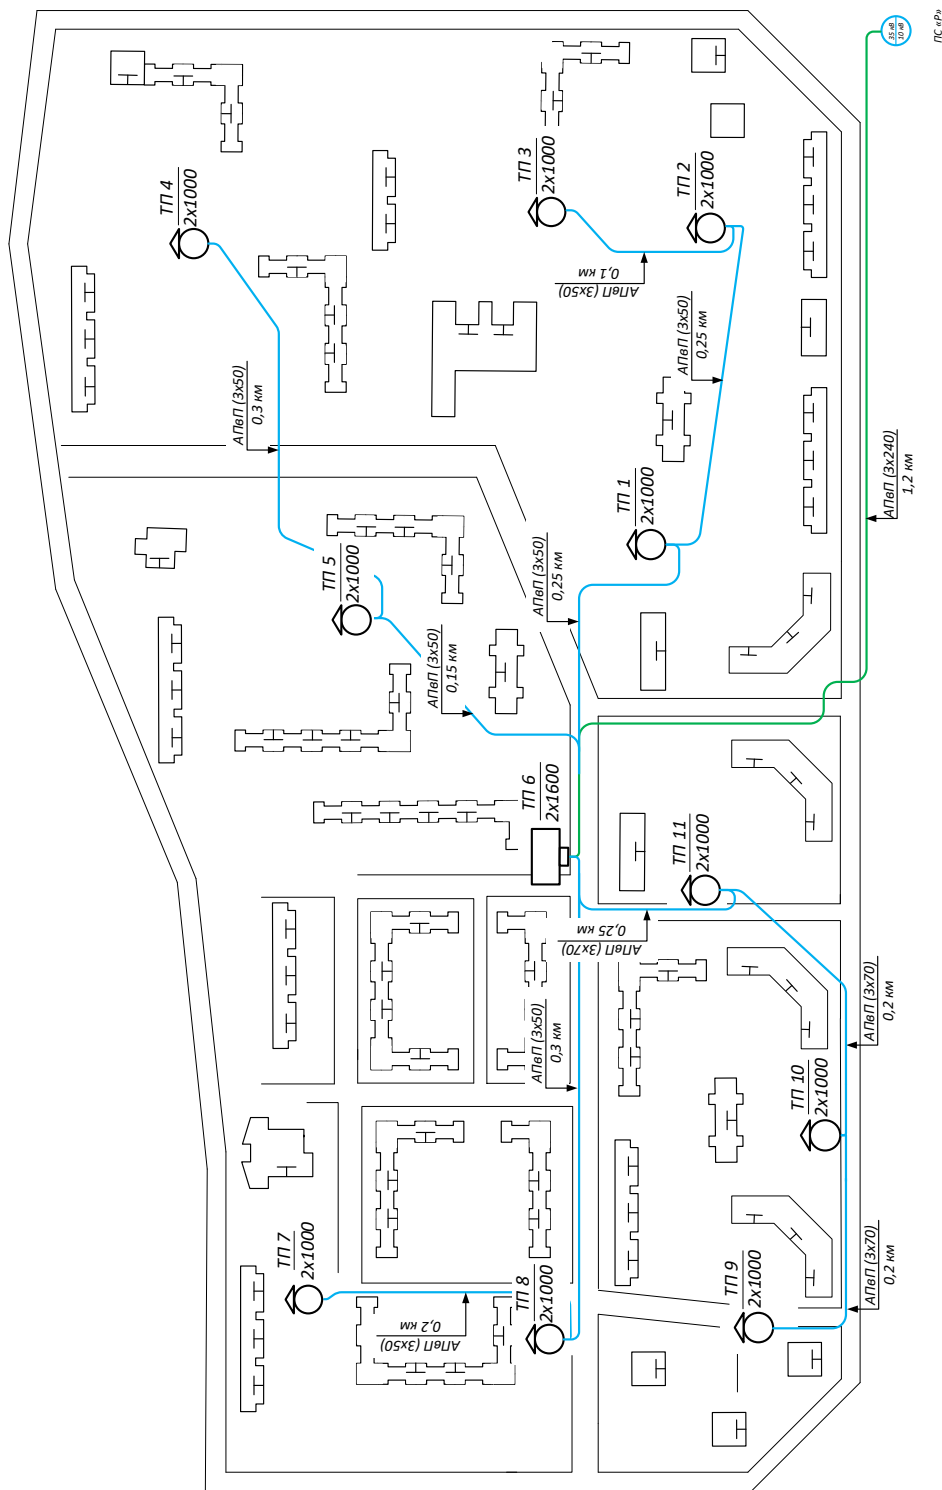 35 кВ
10 кВ
ПС «Р»
ТП 4
2х1000
ТП 3
2х1000
ТП 2
2х1000
АПвП (3х50)
0,1 км
АПвП (3х50)
0,25 км
АПвП (3х50)
0,3 км
ТП 1
2х1000
АПвП (3х240)
1,2 км
ТП 5
2х1000
АПвП (3х50)
0,25 км
АПвП (3х50)
0,15 км
ТП 6
2х1600
ТП 11
2х1000
АПвП (3х70)
0,25 км
АПвП (3х50)
0,3 км
АПвП (3х70)
0,2 км
ТП 10
2х1000
ТП 7
2х1000
ТП 8
2х1000
ТП 9
2х1000
АПвП (3х50)
0,2 км
АПвП (3х70)
0,2 км